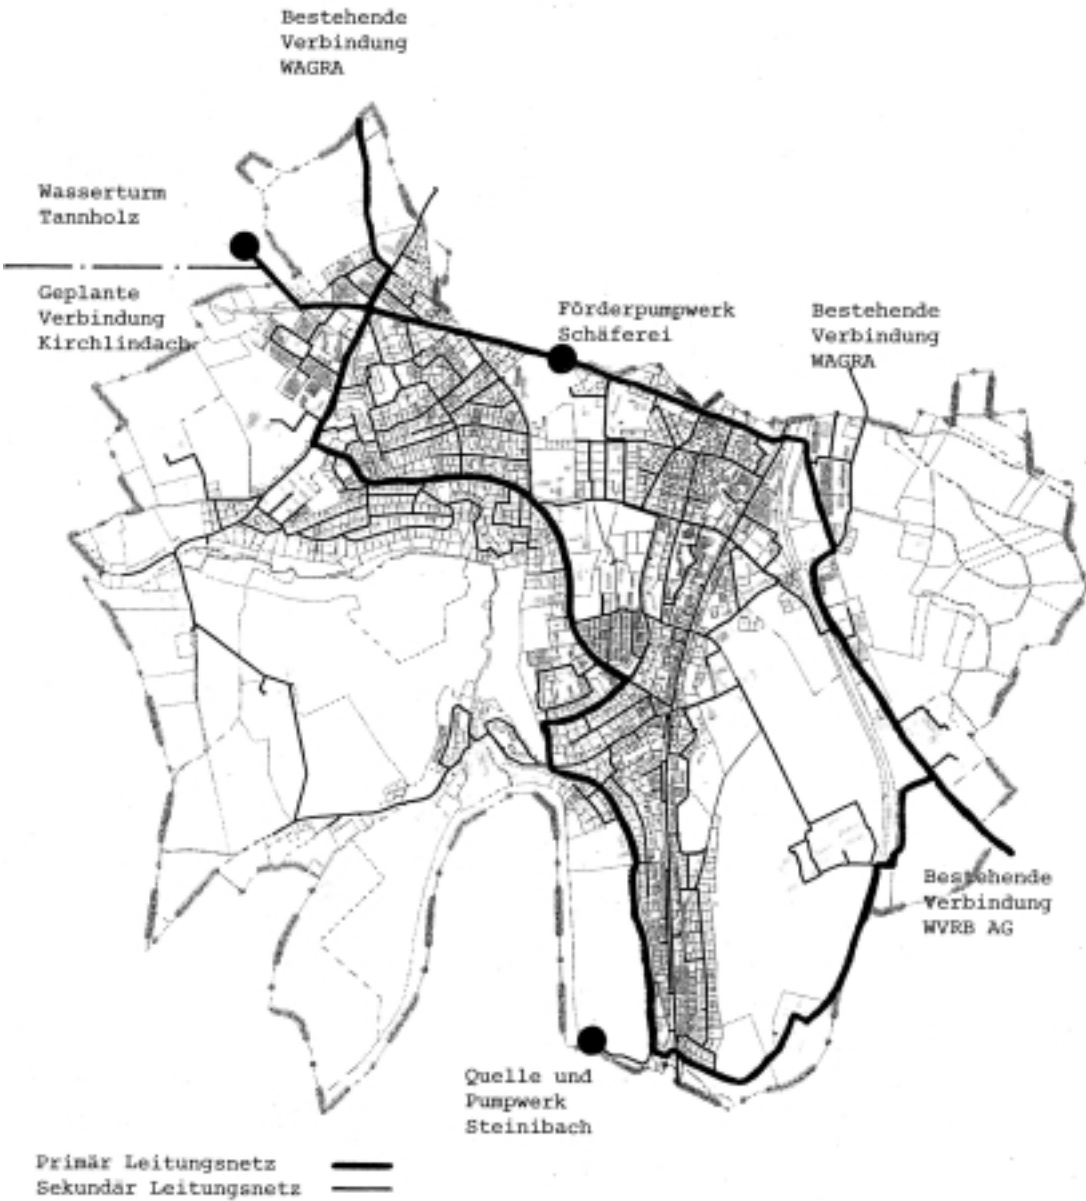 Bestehende
Verbindung
WAGRA
Wasserturm
Tannholz
Geplante
Verbindung
Kirchlindach
Förderpumpwerk
Schäferei
Bestehende
Verbindung
WAGRA
Bestehende
Verbindung
WVRB AG
Quelle und
Pumpwerk
Steinibach
Primär Leitungsnetz
Sekundär Leitungsnetz